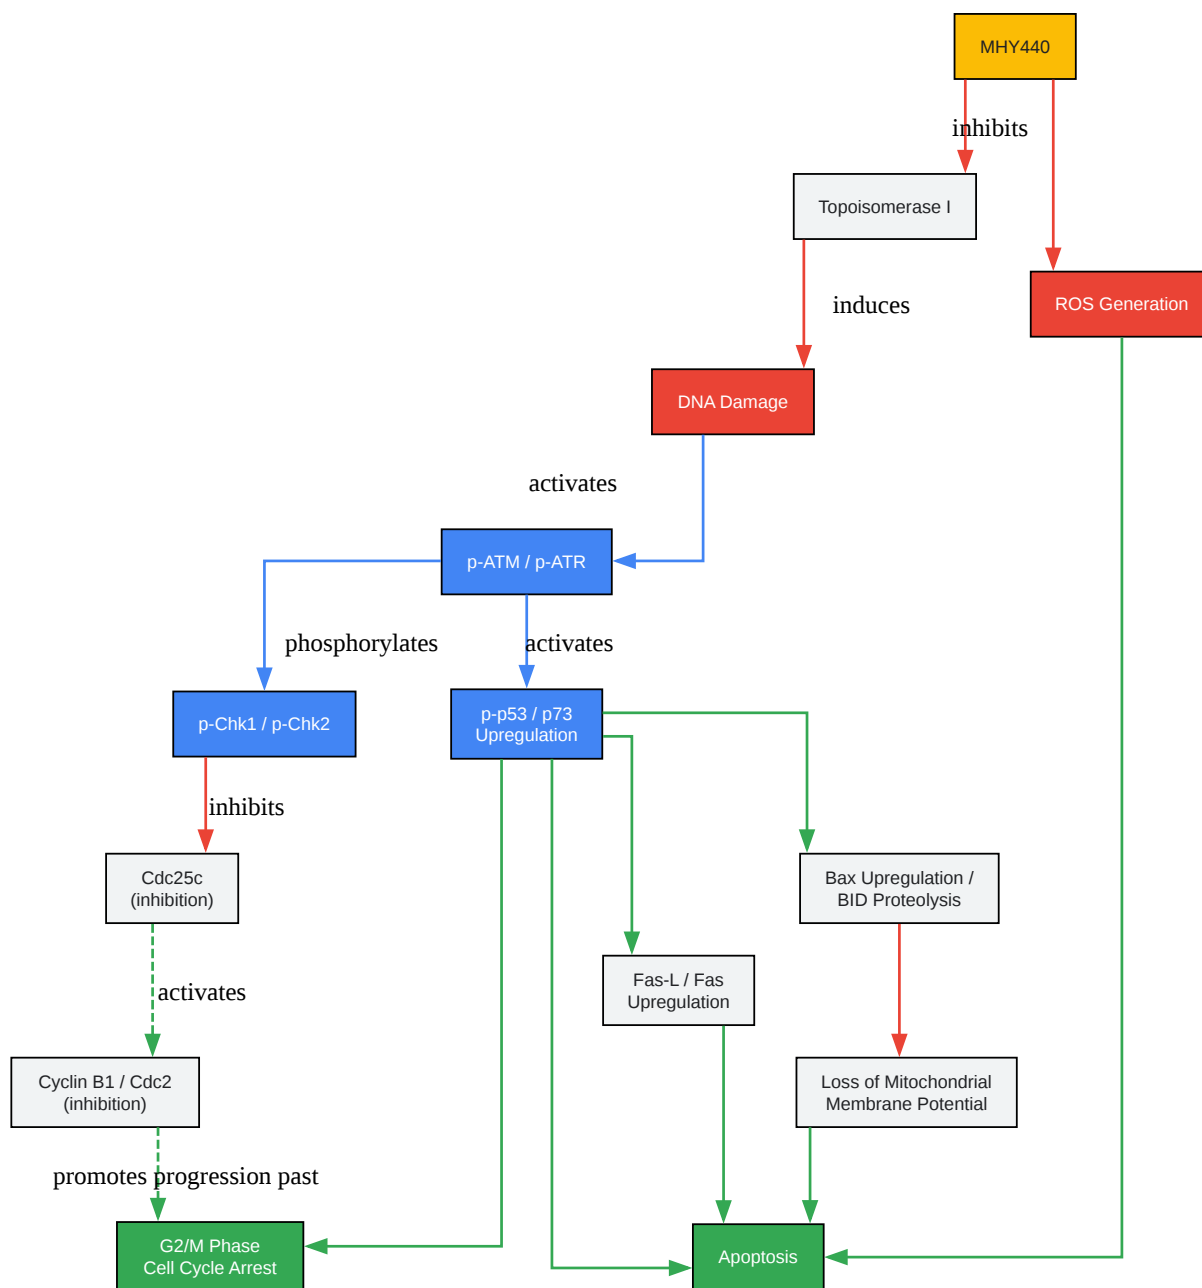 MHY440
inhibits
Topoisomerase I
ROS Generation
induces
DNA Damage
activates
p-ATM / p-ATR
phosphorylates
activates
p-Chk1 / p-Chk2
p-p53 / p73
Upregulation
inhibits
Cdc25c
(inhibition)
Bax Upregulation /
BID Proteolysis
activates
Fas-L / Fas
Upregulation
Cyclin B1 / Cdc2
(inhibition)
Loss of Mitochondrial
Membrane Potential
promotes progression past
G2/M Phase
Cell Cycle Arrest
Apoptosis